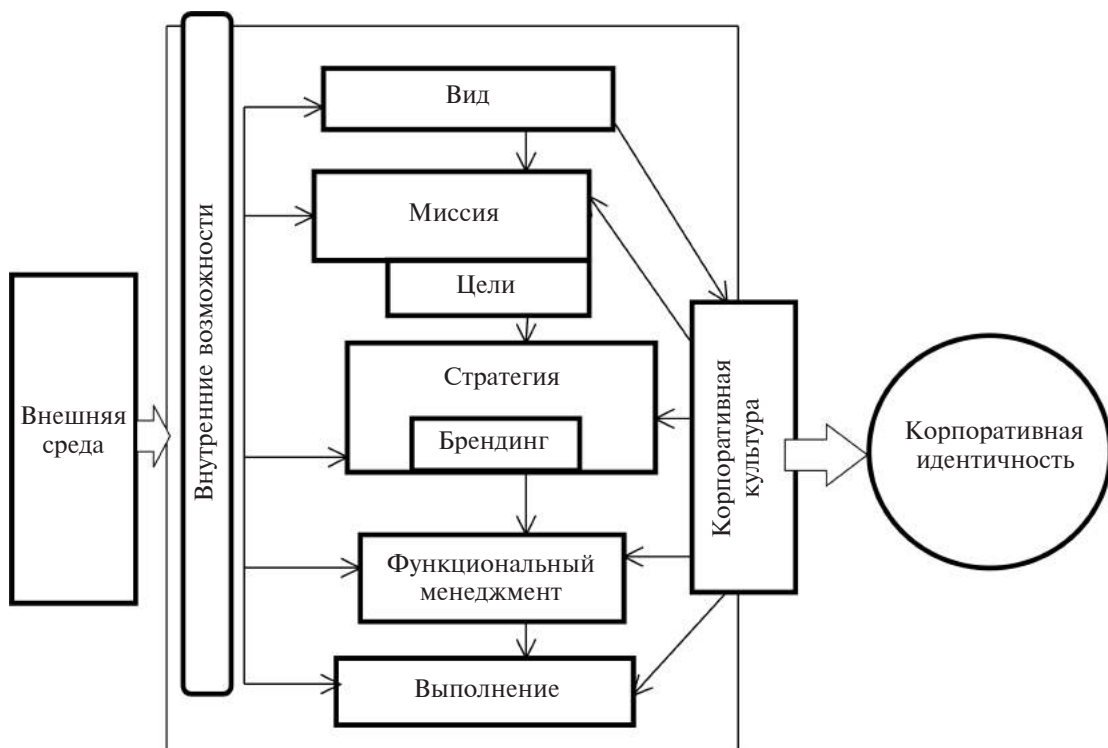 Внешняя
среда
Внутренние возможности
Вид
Миссия
Цели
Стратегия
Брендинг
Функциональный
менеджмент
Выполнение
Корпоративная
культура
Корпоративная
идентичность